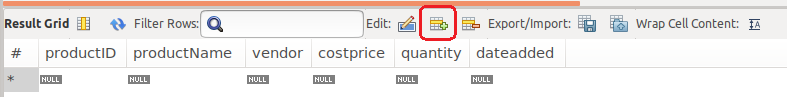 Result Grid Filter Rows: Edit: Export/Import: Wrap Cell Content: IA
# productID productName vendor costprice quantity dateadded
* NULL NULL NULL NULL NULL NULL